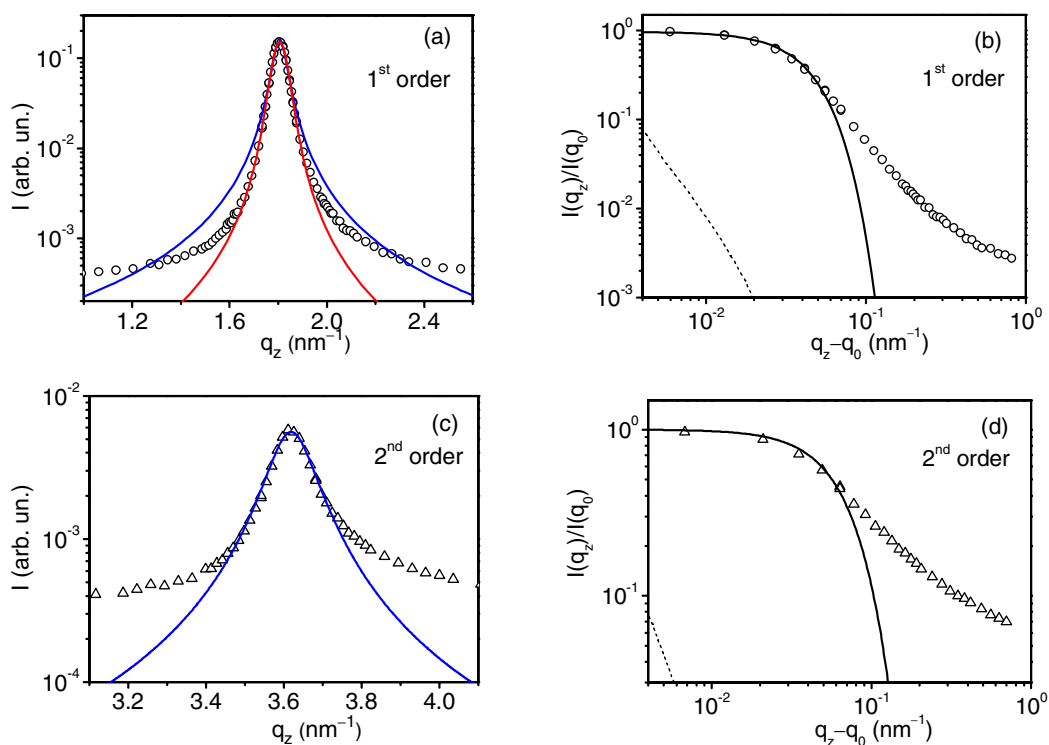 (a)
1st order
I (arb. un.)
10⁻¹
10⁻²
10⁻³
1.2 1.6 2.0 2.4
qz (nm⁻¹)
(b)
1st order
I(qz)/I(q0)
10⁰
10⁻¹
10⁻²
10⁻³
10⁻² 10⁻¹ 10⁰
qz−q0 (nm⁻¹)
(c)
2nd order
I (arb. un.)
10⁻²
10⁻³
10⁻⁴
3.2 3.4 3.6 3.8 4.0
qz (nm⁻¹)
(d)
2nd order
I(qz)/I(q0)
10⁰
10⁻¹
10⁻² 10⁻¹ 10⁰
qz−q0 (nm⁻¹)